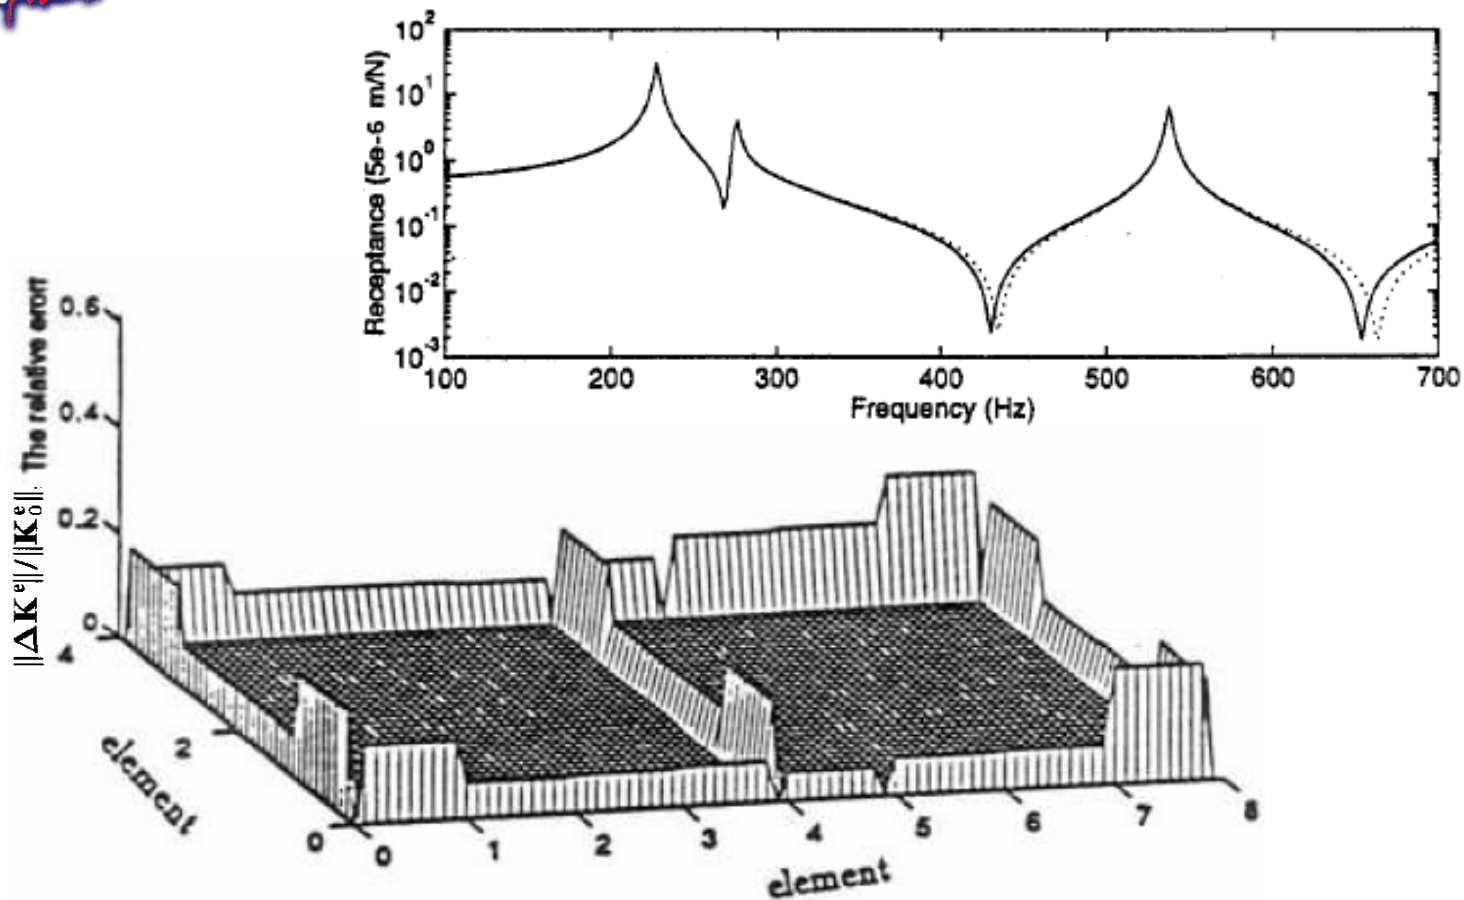 10²
10¹
10⁰
10⁻¹
10⁻²
10⁻³
Receptance (5e-6 m/N)
100 200 300 400 500 600 700
Frequency (Hz)
||ΔKᵉ||/||K₀ᵉ||. The relative erorr
0.6
0.4
0.2
0
4
2
0
element
0 1 2 3 4 5 6 7 8
element